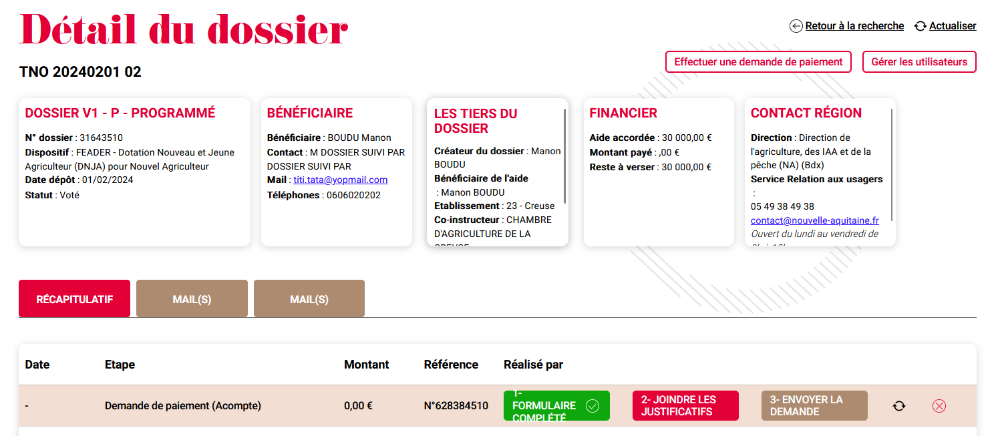 Détail du dossier
Retour à la recherche
Actualiser
TNO 20240201 02
Effectuer une demande de paiement
Gérer les utilisateurs
DOSSIER V1 - P - PROGRAMMÉ
N° dossier : 31643510
Dispositif : FEADER - Dotation Nouveau et Jeune
Agriculteur (DNJA) pour Nouvel Agriculteur
Date dépôt : 01/02/2024
Statut : Voté
BÉNÉFICIAIRE
Bénéficiaire : BOUDU Manon
Contact : M DOSSIER SUIVI PAR
DOSSIER SUIVI PAR
Mail : titi.tata@yopmail.com
Téléphones : 0606020202
LES TIERS DU
DOSSIER
Créateur du dossier : Manon
BOUDU
Bénéficiaire de l'aide
: Manon BOUDU
Etablissement : 23 - Creuse
Co-instructeur : CHAMBRE
D'AGRICULTURE DE LA
CREUSE
FINANCIER
Aide accordée : 30 000,00 €
Montant payé : ,00 €
Reste à verser : 30 000,00 €
CONTACT RÉGION
Direction : Direction de
l'agriculture, des IAA et de la
pêche (NA) (Bdx)
Service Relation aux usagers
:
05 49 38 49 38
contact@nouvelle-aquitaine.fr
Ouvert du lundi au vendredi de
RÉCAPITULATIF
MAIL(S)
MAIL(S)
Date
Etape
Montant
Référence
Réalisé par
-
Demande de paiement (Acompte)
0,00 €
N°628384510
1-
FORMULAIRE
COMPLÉTÉ
2- JOINDRE LES
JUSTIFICATIFS
3- ENVOYER LA
DEMANDE